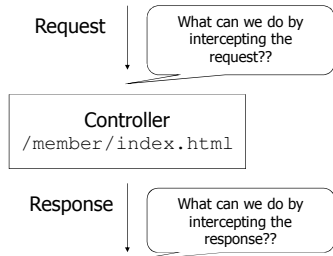 Request
What can we do by
intercepting the
request??
Controller
/member/index.html
Response
What can we do by
intercepting the
response??